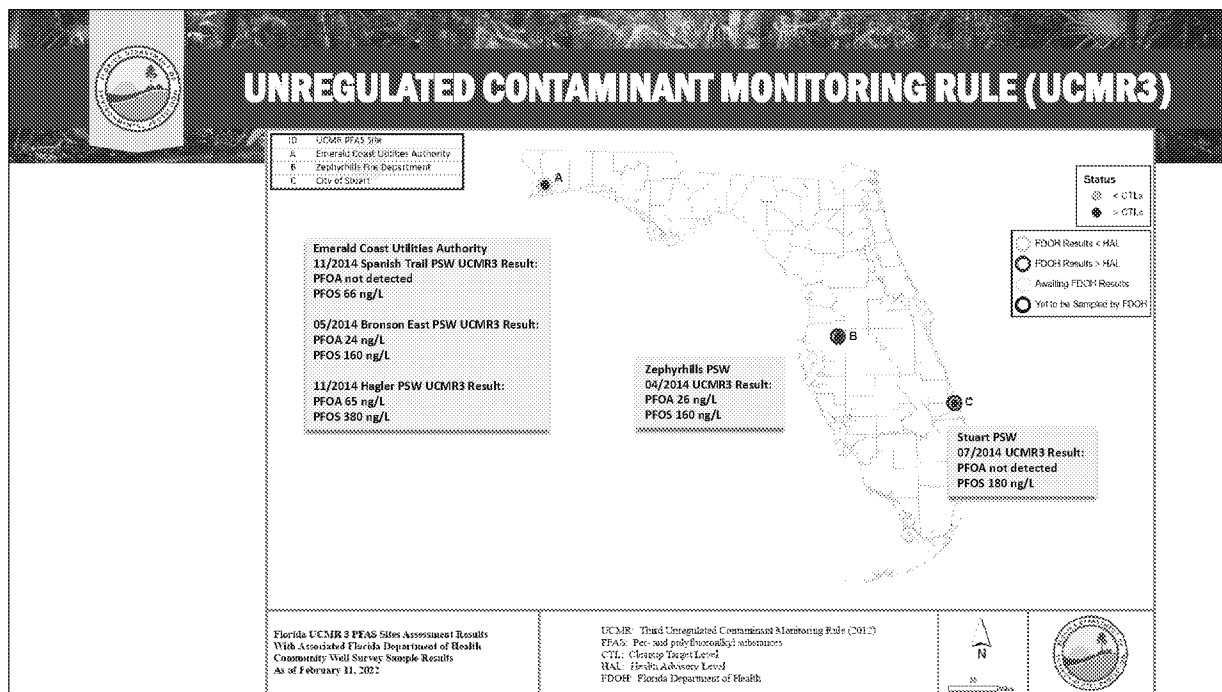 UNREGULATED CONTAMINANT MONITORING RULE (UCMR3)
ID UCMR PFAS Site
A Emerald Coast Utilities Authority
B Zephyrhills Fire Department
C City of Stuart
A
Status
< CTLs
> CTLs
FDOH Results < HAL
FDOH Results > HAL
Awaiting FDOH Results
Yet to be Sampled by FDOH
Emerald Coast Utilities Authority
11/2014 Spanish Trail PSW UCMR3 Result:
PFOA not detected
PFOS 66 ng/L
05/2014 Bronson East PSW UCMR3 Result:
PFOA 24 ng/L
PFOS 160 ng/L
11/2014 Hagler PSW UCMR3 Result:
PFOA 65 ng/L
PFOS 380 ng/L
B
Zephyrhills PSW
04/2014 UCMR3 Result:
PFOA 26 ng/L
PFOS 160 ng/L
C
Stuart PSW
07/2014 UCMR3 Result:
PFOA not detected
PFOS 180 ng/L
Florida UCMR 3 PFAS Sites Assessment Results
With Associated Florida Department of Health
Community Well Survey Sample Results
As of February 11, 2022
UCMR: Third Unregulated Contaminant Monitoring Rule (2012)
PFAS: Per- and polyfluoroalkyl substances
CTL: Cleanup Target Level
HAL: Health Advisory Level
FDOH: Florida Department of Health
N